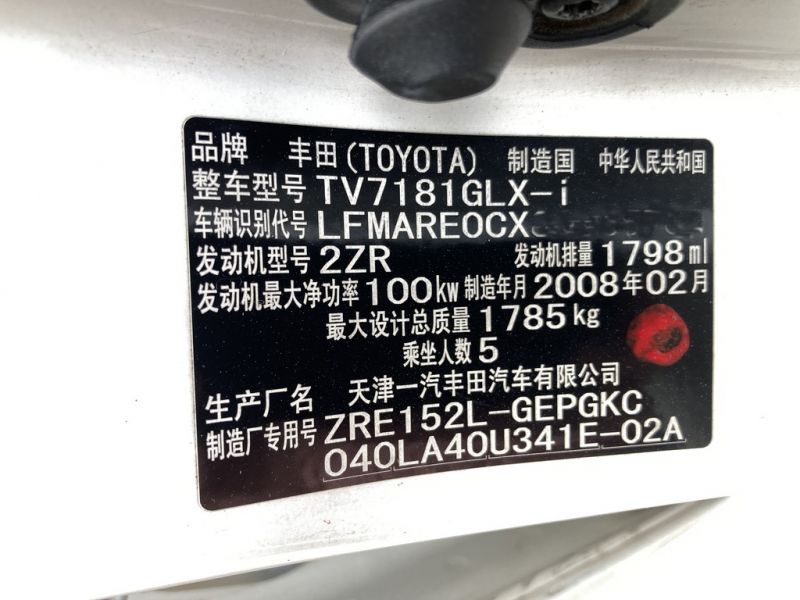 品牌 丰田(TOYOTA) 制造国 中华人民共和国
整车型号 TV7181GLX-i
车辆识别代号 LFMARE0CX
发动机型号 2ZR 发动机排量 1798 ml
发动机最大净功率 100kw 制造年月 2008年02月
最大设计总质量 1785 kg
乘坐人数 5
生产厂名 天津一汽丰田汽车有限公司
制造厂专用号 ZRE152L-GEPGKC
040LA40U341E-02A